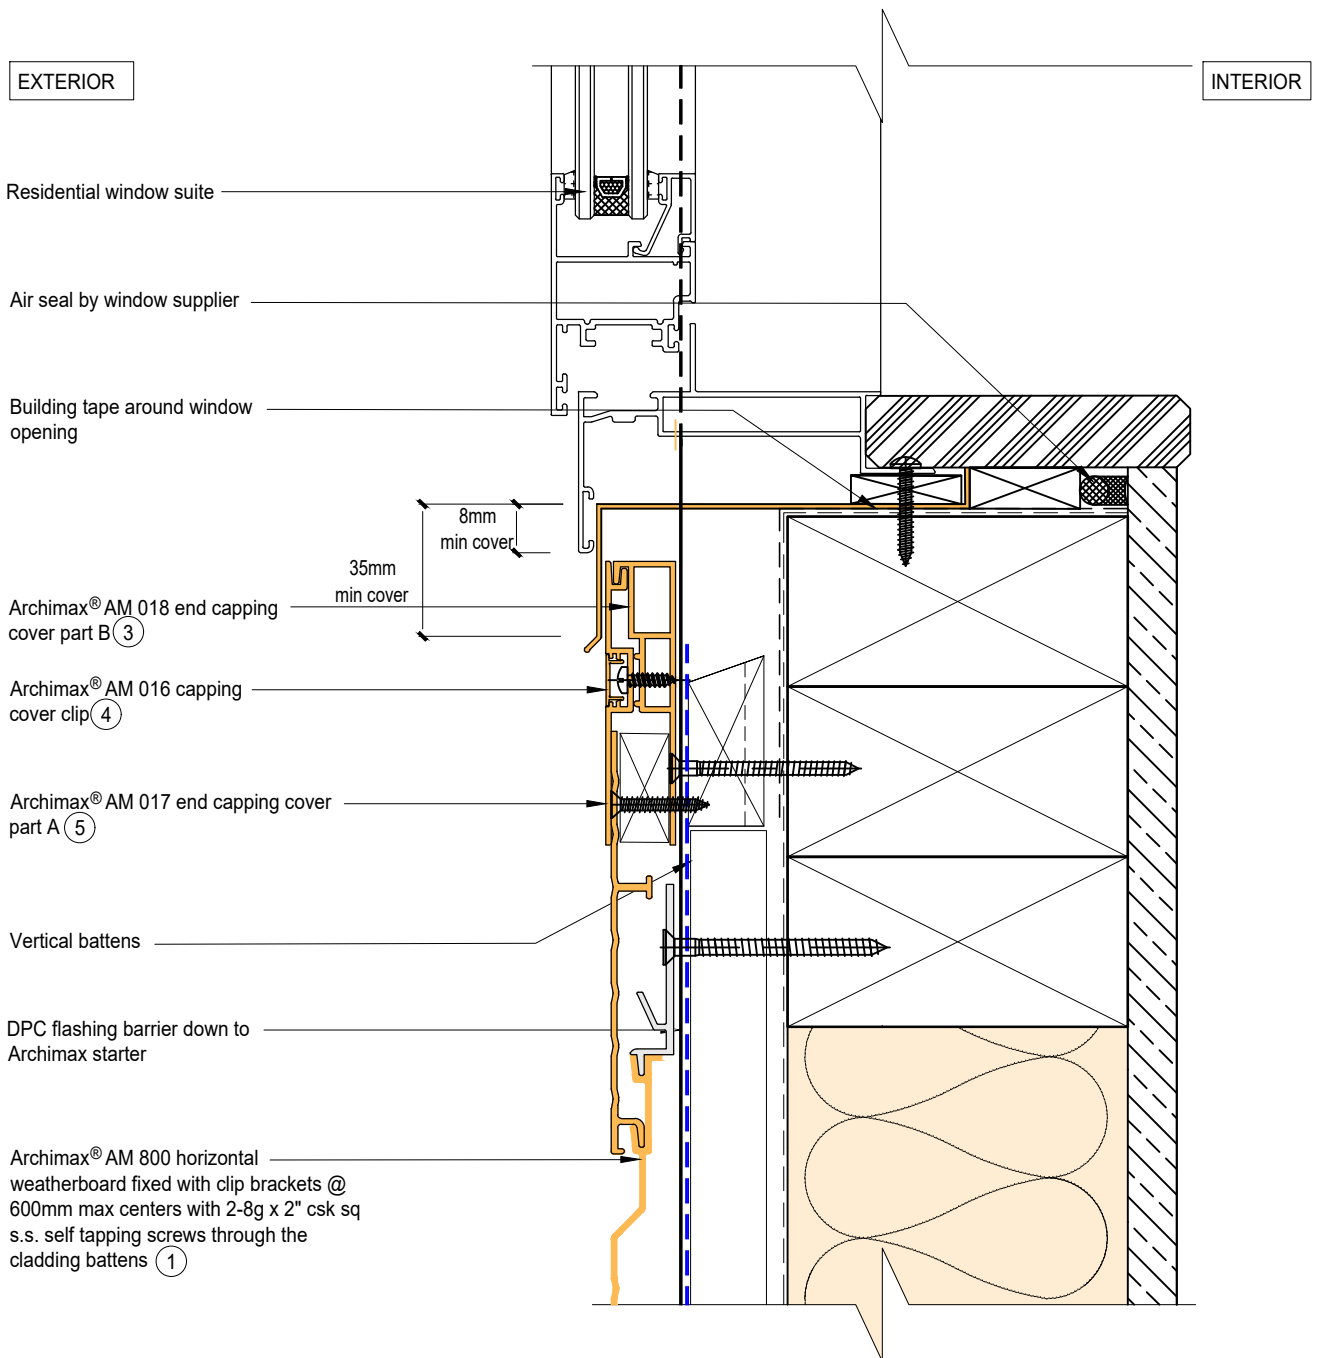 EXTERIOR
INTERIOR
Residential window suite
Air seal by window supplier
Building tape around window
opening
8mm
min cover
35mm
min cover
Archimax® AM 018 end capping
cover part B 3
Archimax® AM 016 capping
cover clip 4
Archimax® AM 017 end capping cover
part A 5
Vertical battens
DPC flashing barrier down to
Archimax starter
Archimax® AM 800 horizontal
weatherboard fixed with clip brackets @
600mm max centers with 2-8g x 2" csk sq
s.s. self tapping screws through the
cladding battens 1